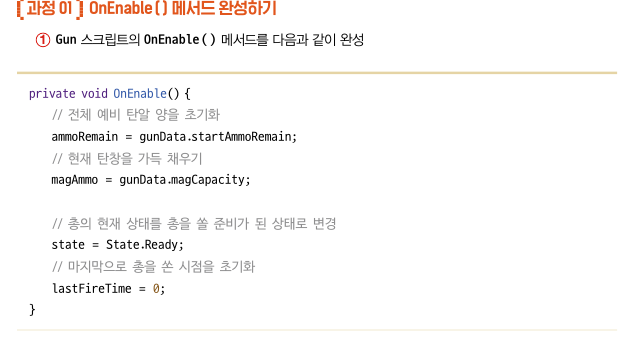 [과정 01] OnEnable() 메서드 완성하기
① Gun 스크립트의 OnEnable() 메서드를 다음과 같이 완성
private void OnEnable() {
// 전체 예비 탄알 양을 초기화
ammoRemain = gunData.startAmmoRemain;
// 현재 탄창을 가득 채우기
magAmmo = gunData.magCapacity;
// 총의 현재 상태를 총을 쏠 준비가 된 상태로 변경
state = State.Ready;
// 마지막으로 총을 쏜 시점을 초기화
lastFireTime = 0;
}